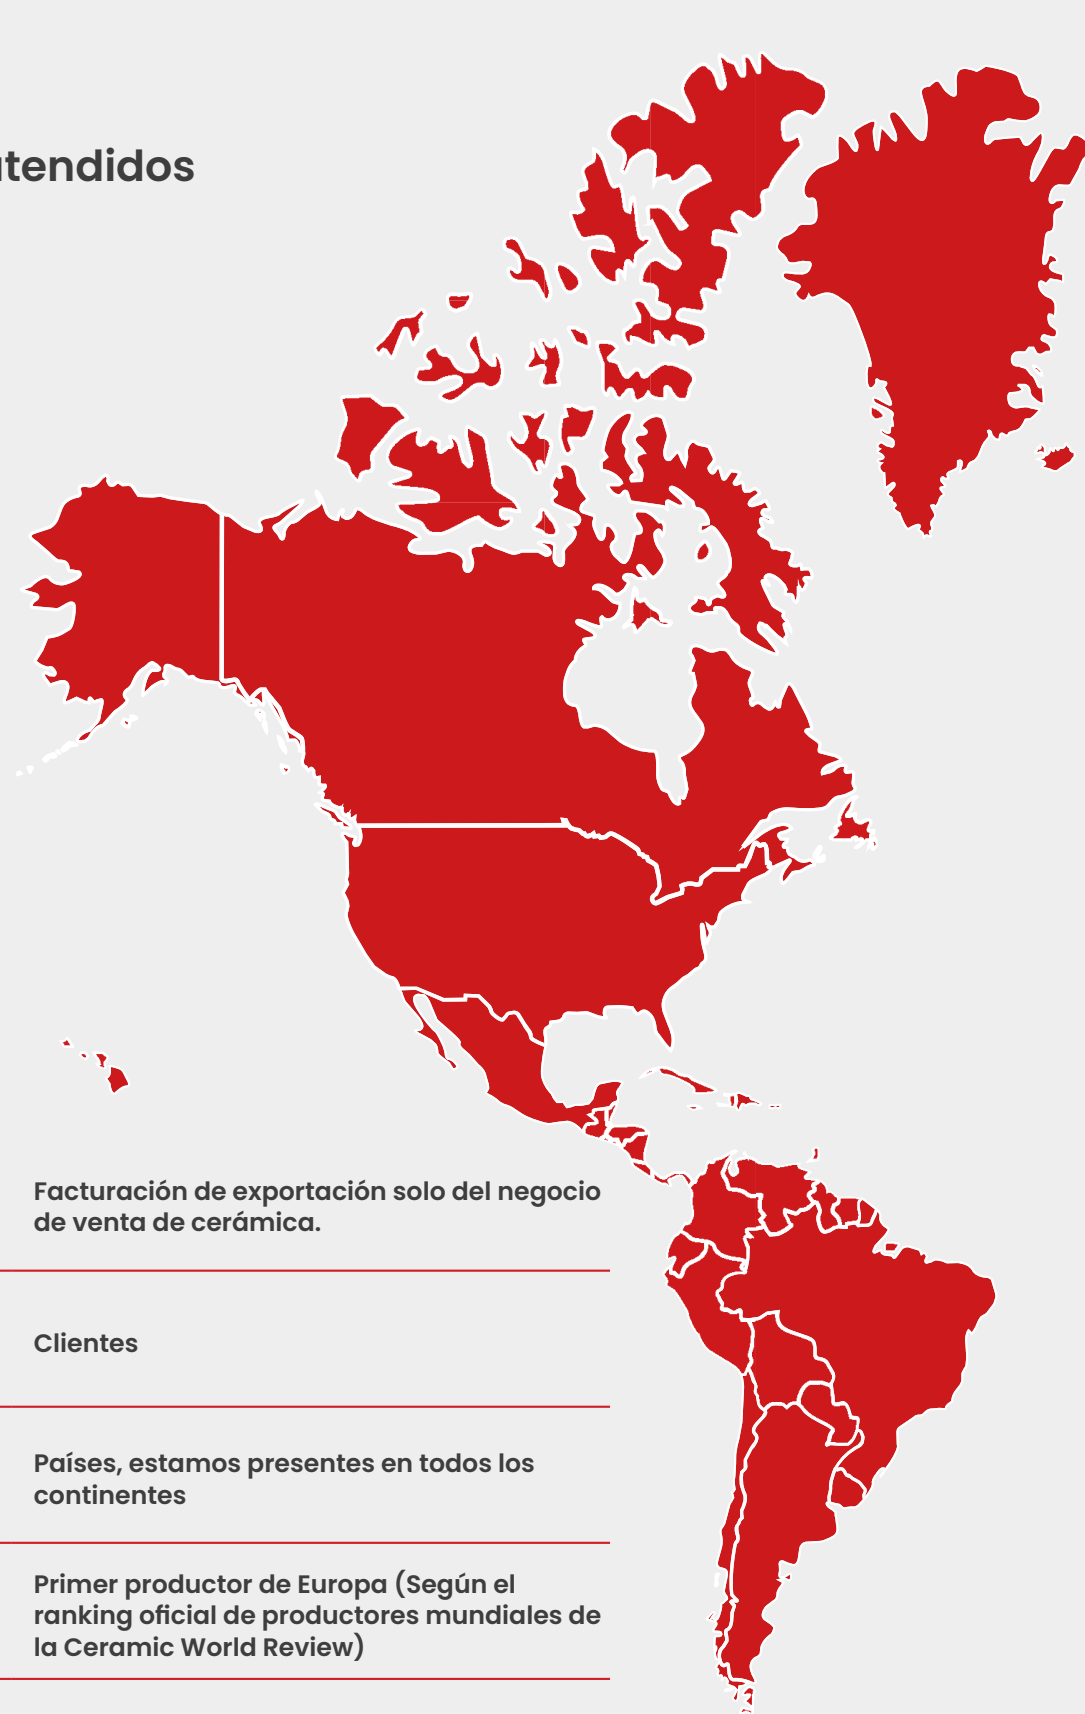 atendidos
Facturación de exportación solo del negocio
de venta de cerámica.
Clientes
Países, estamos presentes en todos los
continentes
Primer productor de Europa (Según el
ranking oficial de productores mundiales de
la Ceramic World Review)